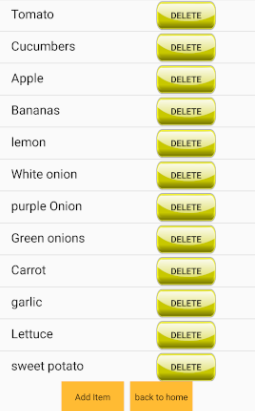 Tomato DELETE
Cucumbers DELETE
Apple DELETE
Bananas DELETE
lemon DELETE
White onion DELETE
purple Onion DELETE
Green onions DELETE
Carrot DELETE
garlic DELETE
Lettuce DELETE
sweet potato DELETE
Add Item back to home